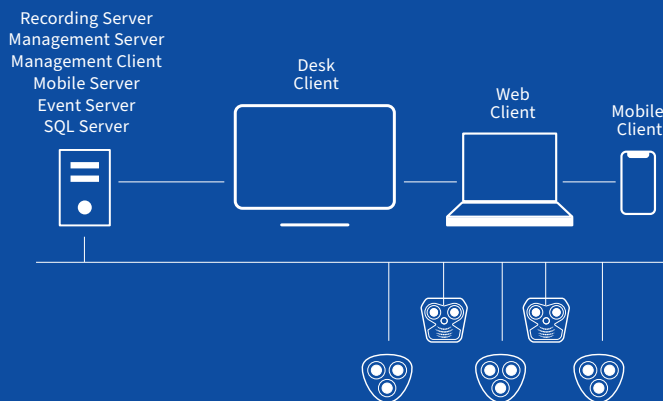 Recording Server
Management Server
Management Client
Mobile Server
Event Server
SQL Server
Desk
Client
Web
Client
Mobile
Client